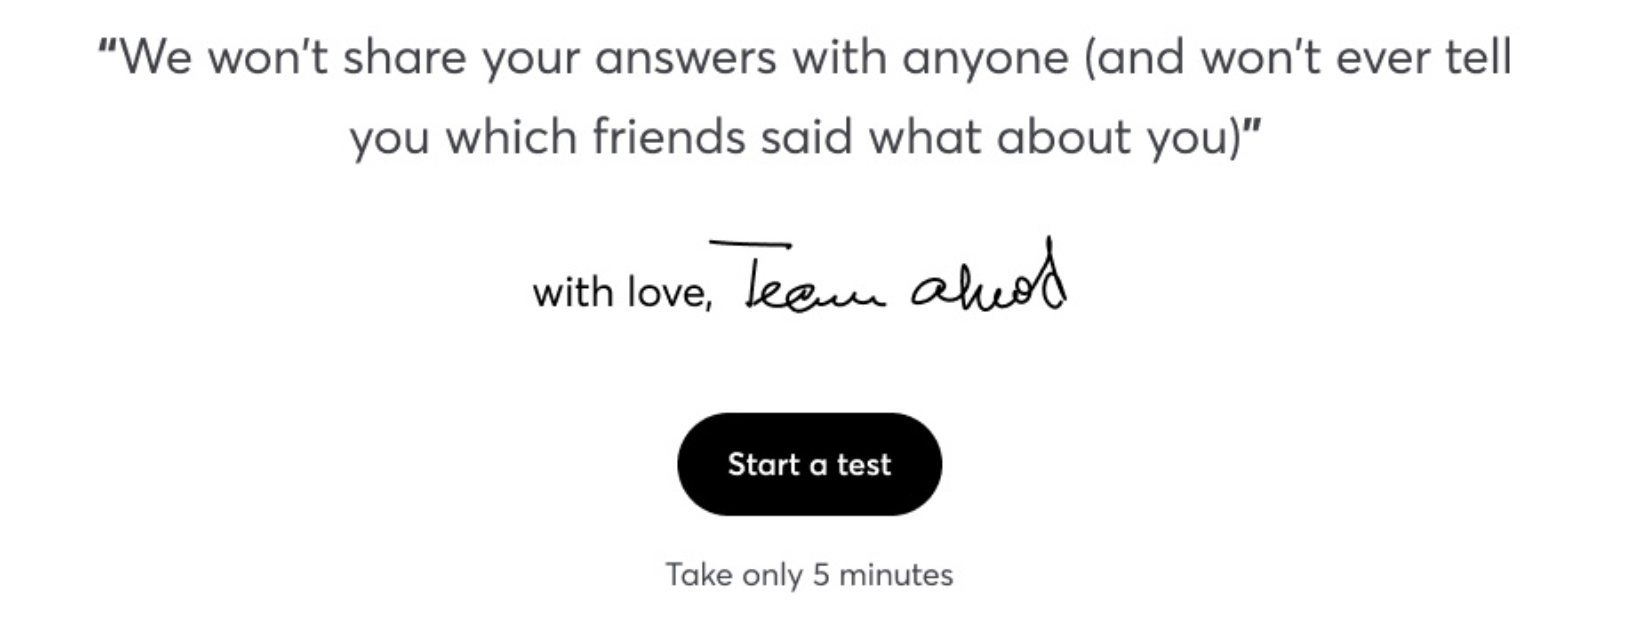 "We won't share your answers with anyone (and won't ever tell
you which friends said what about you)"
with love, Team ahead
Start a test
Take only 5 minutes